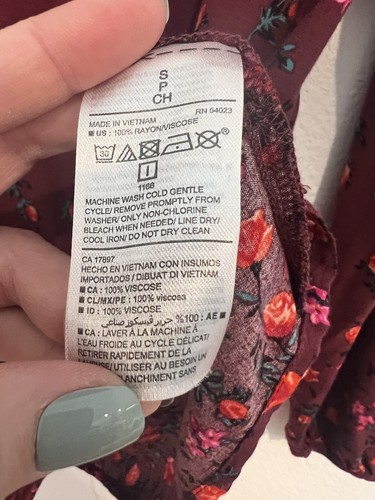 S
P
CH
RN 54023
MADE IN VIETNAM
■ US : 100% RAYON/VISCOSE
30
1168
MACHINE WASH COLD GENTLE
CYCLE/ REMOVE PROMPTLY FROM
WASHER/ ONLY NON-CHLORINE
BLEACH WHEN NEEDED/ LINE DRY/
COOL IRON/ DO NOT DRY CLEAN
CA 17897
HECHO EN VIETNAM CON INSUMOS
IMPORTADOS / DIBUAT DI VIETNAM
■ CA : 100% VISCOSE
■ CL/MX/PE : 100% viscosa
■ ID : 100% VISCOSE
■ AE : 100% حرير فيسكوز صناعي
■ CA : LAVER À LA MACHINE À
L'EAU FROIDE AU CYCLE DÉLICAT/
RETIRER RAPIDEMENT DE LA
UTILISER AU BESOIN UN
SANS